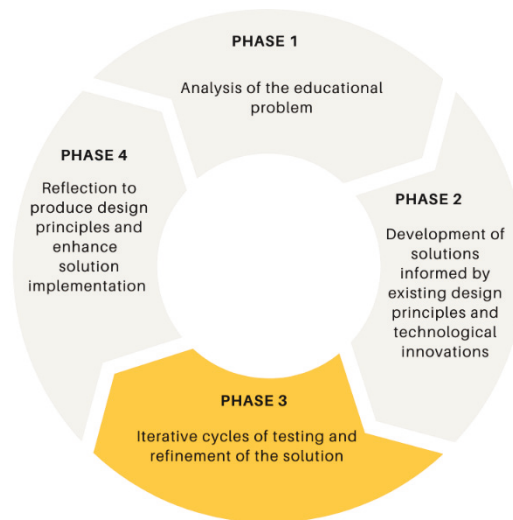 PHASE 1
Analysis of the educational
problem
PHASE 2
Development of
solutions
informed by
existing design
principles and
technological
innovations
PHASE 3
Iterative cycles of testing and
refinement of the solution
PHASE 4
Reflection to
produce design
principles and
enhance
solution
implementation